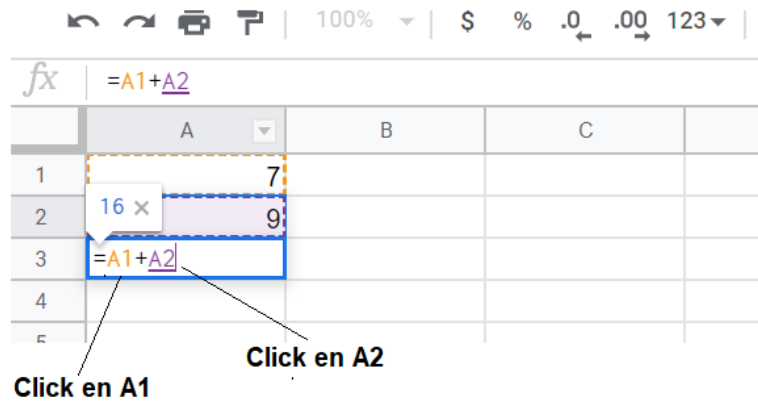 100% $ % .0 .00 123
fx =A1+A2
A B C
1 7
16 ×
2 9
3 =A1+A2
4
5
Click en A2
Click en A1